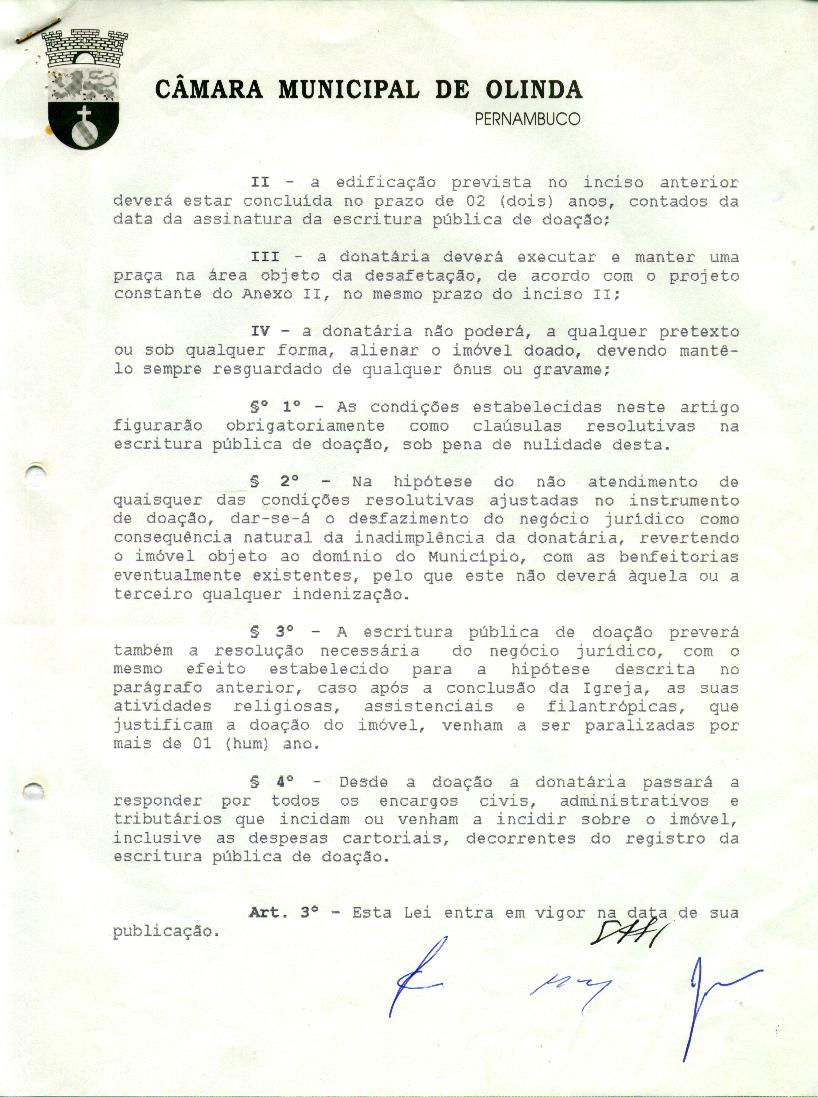 CÂMARA MUNICIPAL DE OLINDA
PERNAMBUCO
II - a edificação prevista no inciso anterior
deverá estar concluída no prazo de 02 (dois) anos, contados da
data da assinatura da escritura pública de doação;
III - a donatária deverá executar e manter uma
praça na área objeto da desafetação, de acordo com o projeto
constante do Anexo II, no mesmo prazo do inciso II;
IV - a donatária não poderá, a qualquer pretexto
ou sob qualquer forma, alienar o imóvel doado, devendo mantê-
lo sempre resguardado de qualquer ônus ou gravame;
§º 1º - As condições estabelecidas neste artigo
figurarão obrigatoriamente como claúsulas resolutivas na
escritura pública de doação, sob pena de nulidade desta.
§ 2º - Na hipótese do não atendimento de
quaisquer das condições resolutivas ajustadas no instrumento
de doação, dar-se-á o desfazimento do negócio jurídico como
consequência natural da inadimplência da donatária, revertendo
o imóvel objeto ao domínio do Município, com as benfeitorias
eventualmente existentes, pelo que este não deverá àquela ou a
terceiro qualquer indenização.
§ 3º - A escritura pública de doação preverá
também a resolução necessária do negócio jurídico, com o
mesmo efeito estabelecido para a hipótese descrita no
parágrafo anterior, caso após a conclusão da Igreja, as suas
atividades religiosas, assistenciais e filantrópicas, que
justificam a doação do imóvel, venham a ser paralizadas por
mais de 01 (hum) ano.
§ 4º - Desde a doação a donatária passará a
responder por todos os encargos civis, administrativos e
tributários que incidam ou venham a incidir sobre o imóvel,
inclusive as despesas cartoriais, decorrentes do registro da
escritura pública de doação.
Art. 3º - Esta Lei entra em vigor na data de sua
publicação.